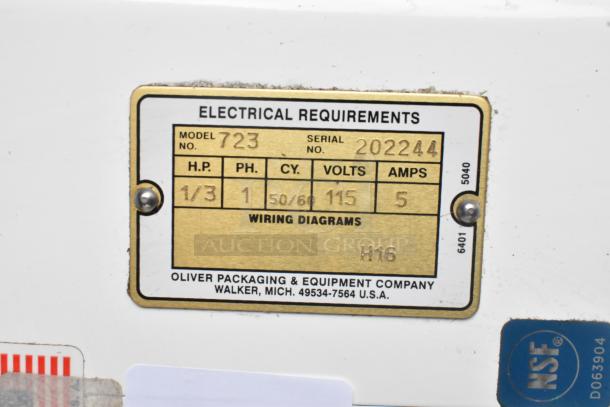 ELECTRICAL REQUIREMENTS
MODEL NO. 723 SERIAL NO. 202244
H.P. PH. CY. VOLTS AMPS
1/3 1 50/60 115 5
WIRING DIAGRAMS
AUCTION GROUP
H16
OLIVER PACKAGING & EQUIPMENT COMPANY
WALKER, MICH. 49534-7564 U.S.A.
6401 5040
NSF®
D063904